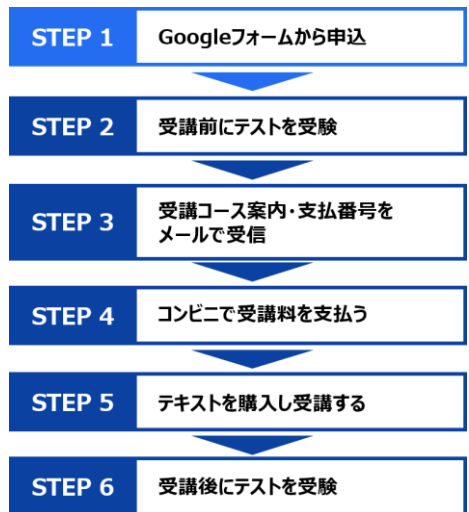 STEP 1
Googleフォームから申込
STEP 2
受講前にテストを受験
STEP 3
受講コース案内・支払番号を
メールで受信
STEP 4
コンビニで受講料を支払う
STEP 5
テキストを購入し受講する
STEP 6
受講後にテストを受験